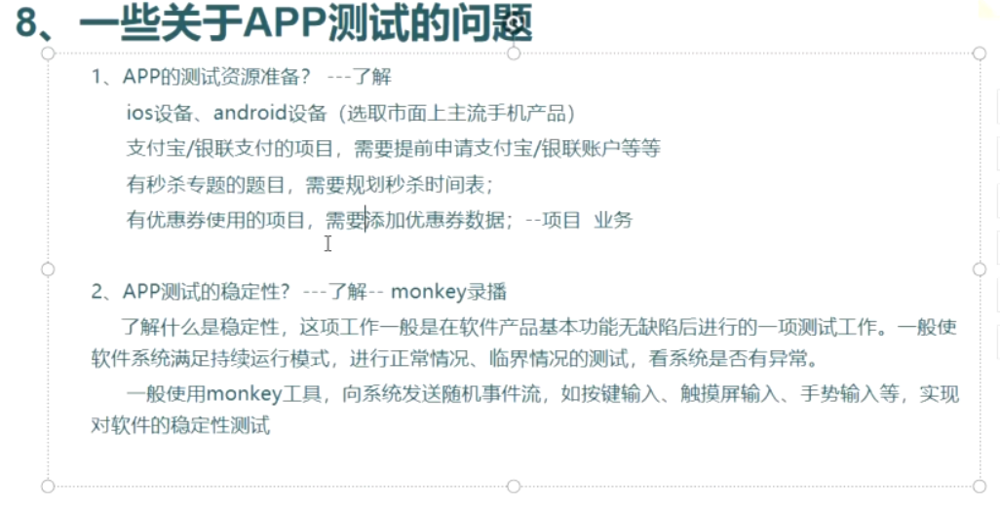 8、一些关于APP测试的问题
1、APP的测试资源准备？ ---了解
ios设备、android设备（选取市面上主流手机产品）
支付宝/银联支付的项目，需要提前申请支付宝/银联账户等等
有秒杀专题的题目，需要规划秒杀时间表；
有优惠券使用的项目，需要添加优惠券数据；--项目 业务
2、APP测试的稳定性？ ---了解-- monkey录播
了解什么是稳定性，这项工作一般是在软件产品基本功能无缺陷后进行的一项测试工作。一般使
软件系统满足持续运行模式，进行正常情况、临界情况的测试，看系统是否有异常。
一般使用monkey工具，向系统发送随机事件流，如按键输入、触摸屏输入、手势输入等，实现
对软件的稳定性测试